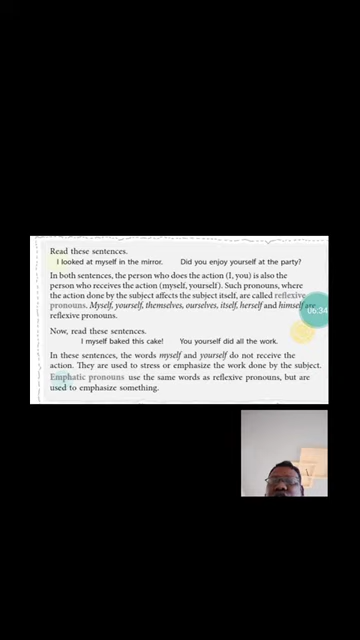 Read these sentences.
I looked at myself in the mirror. Did you enjoy yourself at the party?
In both sentences, the person who does the action (I, you) is also the
person who receives the action (myself, yourself). Such pronouns, where
the action done by the subject affects the subject itself, are called reflexive
pronouns. Myself, yourself, themselves, ourselves, itself, herself and himself are
reflexive pronouns.
06:34
Now, read these sentences.
I myself baked this cake! You yourself did all the work.
In these sentences, the words myself and yourself do not receive the
action. They are used to stress or emphasize the work done by the subject.
Emphatic pronouns use the same words as reflexive pronouns, but are
used to emphasize something.